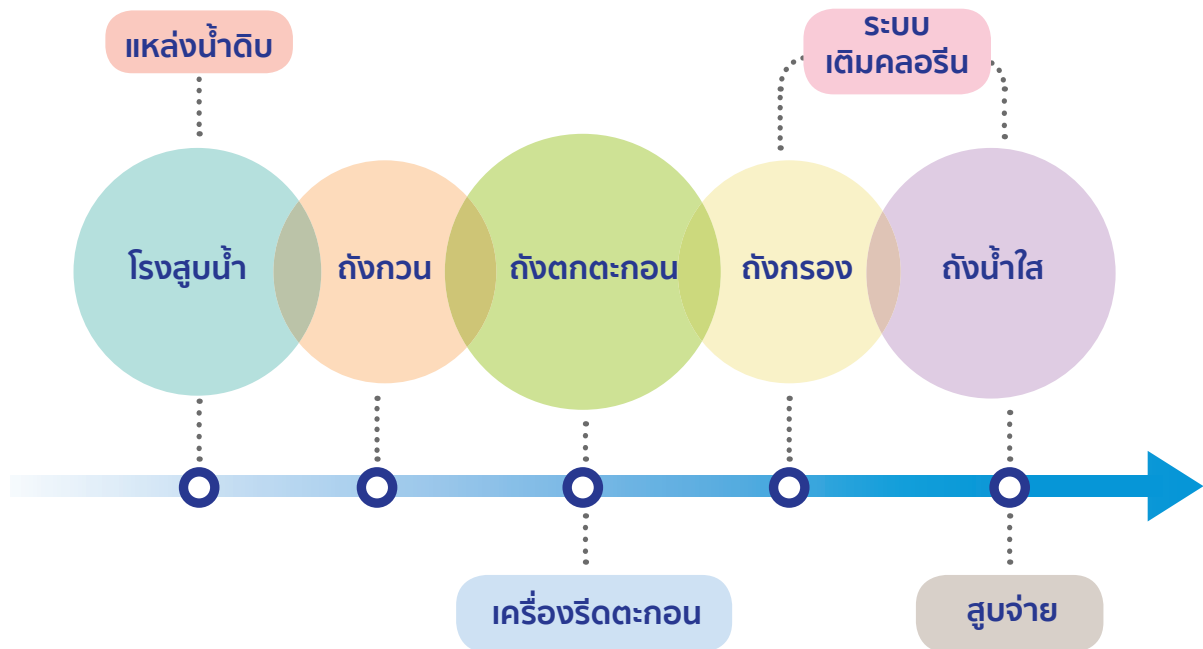 แหล่งน้ำดิบ
ระบบ
เติมคลอรีน
โรงสูบน้ำ
ถังกวน
ถังตกตะกอน
ถังกรอง
ถังน้ำใส
เครื่องรีดตะกอน
สูบจ่าย